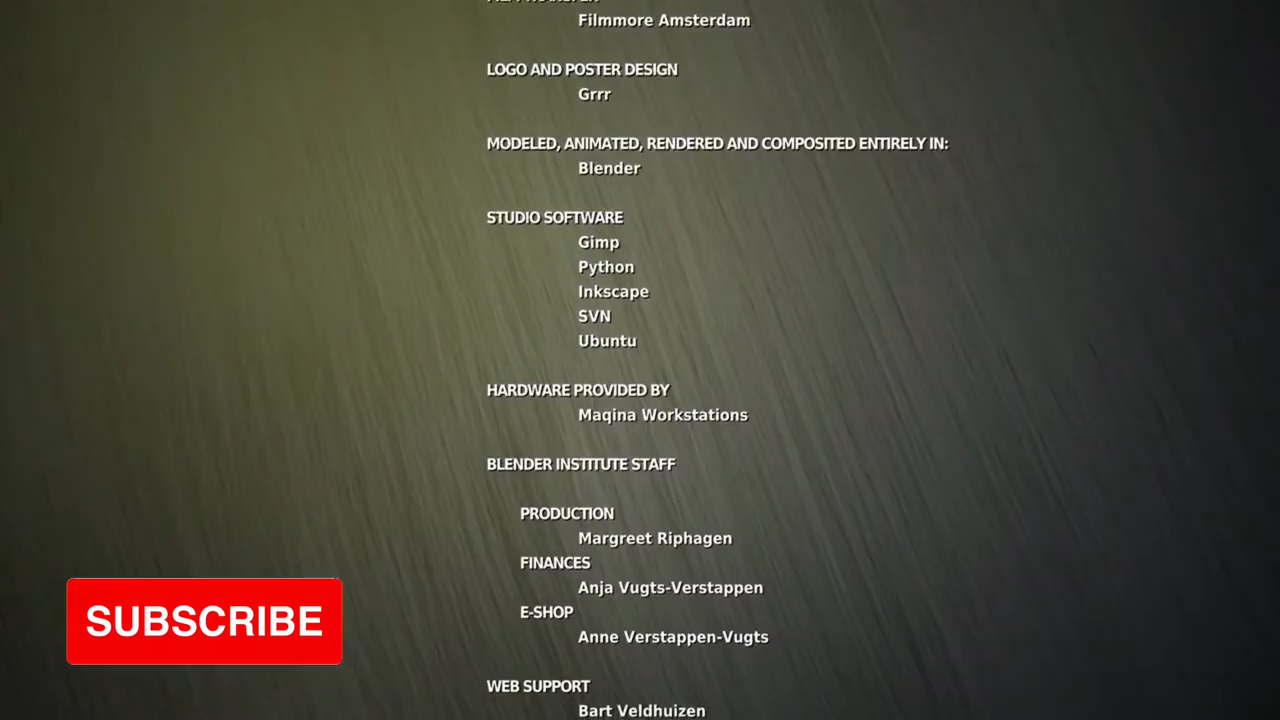 Filmmore Amsterdam
LOGO AND POSTER DESIGN
Grrr
MODELED, ANIMATED, RENDERED AND COMPOSITED ENTIRELY IN:
Blender
STUDIO SOFTWARE
Gimp
Python
Inkscape
SVN
Ubuntu
HARDWARE PROVIDED BY
Maqina Workstations
BLENDER INSTITUTE STAFF
PRODUCTION
Margreet Riphagen
FINANCES
Anja Vugts-Verstappen
E-SHOP
Anne Verstappen-Vugts
WEB SUPPORT
Bart Veldhuizen
SUBSCRIBE